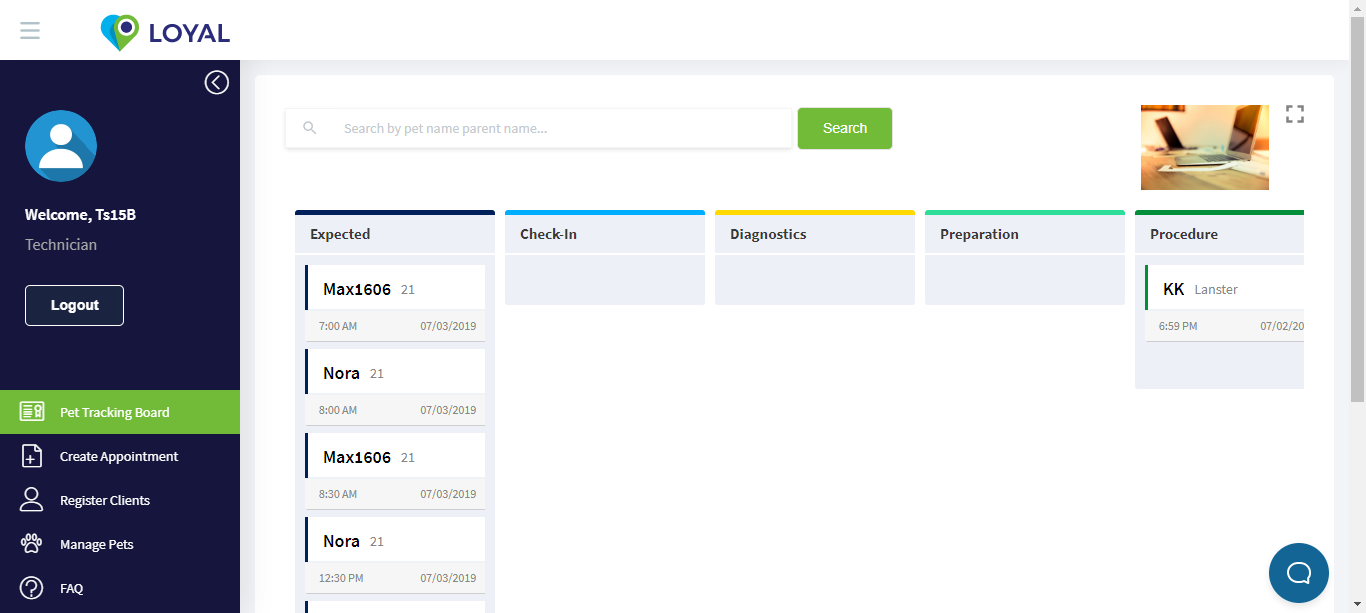 LOYAL
Welcome, Ts15B
Technician
Logout
Pet Tracking Board
Create Appointment
Register Clients
Manage Pets
FAQ
Search by pet name parent name...
Search
Expected
Max1606 21
7:00 AM 07/03/2019
Nora 21
8:00 AM 07/03/2019
Max1606 21
8:30 AM 07/03/2019
Nora 21
12:30 PM 07/03/2019
Check-In
Diagnostics
Preparation
Procedure
KK Lanster
6:59 PM 07/02/20